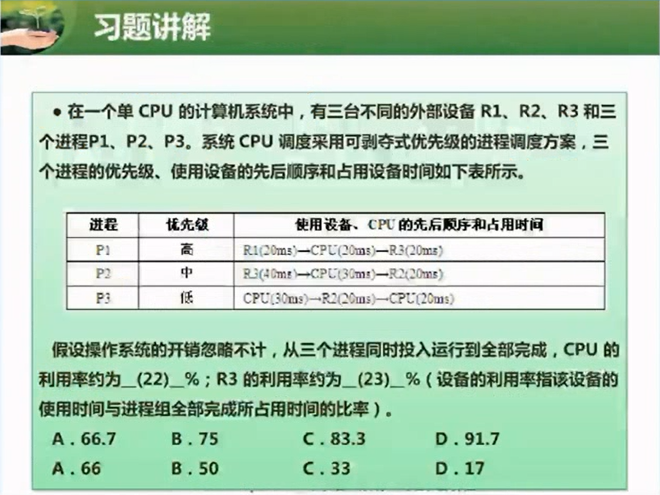 习题讲解
● 在一个单 CPU 的计算机系统中，有三台不同的外部设备 R1、R2、R3 和三
个进程P1、P2、P3。系统 CPU 调度采用可剥夺式优先级的进程调度方案，三
个进程的优先级、使用设备的先后顺序和占用设备时间如下表所示。
进程 优先级 使用设备、CPU 的先后顺序和占用时间
P1 高 R1(20ms)→CPU(20ms)→R3(20ms)
P2 中 R3(40ms)→CPU(30ms)→R2(20ms)
P3 低 CPU(30ms)→R2(20ms)→CPU(20ms)
假设操作系统的开销忽略不计，从三个进程同时投入运行到全部完成，CPU 的
利用率约为__(22)__%；R3 的利用率约为__(23)__%（设备的利用率指该设备的
使用时间与进程组全部完成所占用时间的比率）。
A．66.7 B．75 C．83.3 D．91.7
A．66 B．50 C．33 D．17